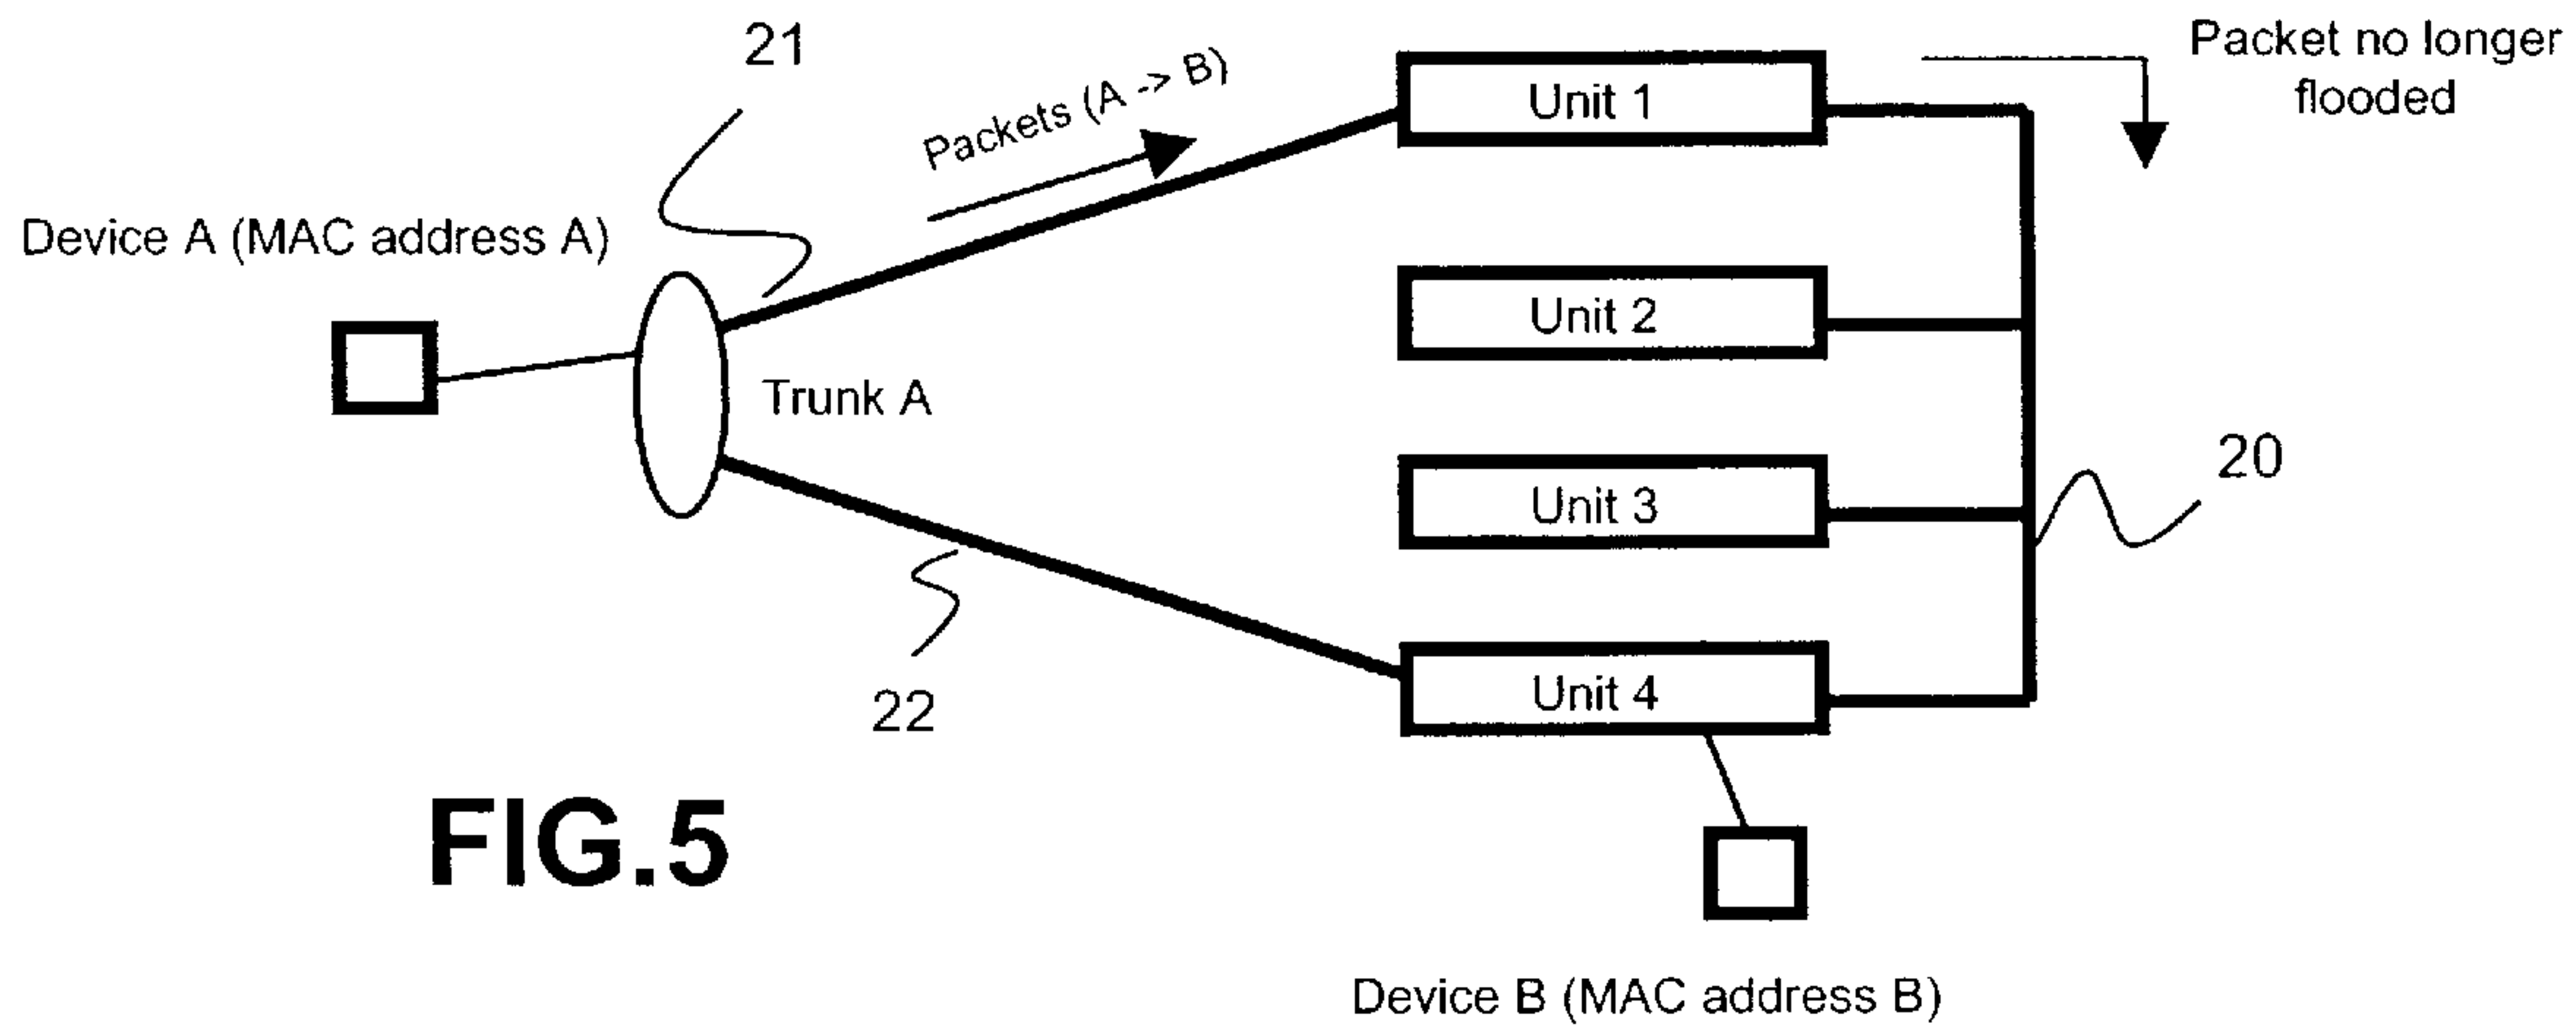 21
Packets (A -> B)
Unit 1
Packet no longer
flooded
Device A (MAC address A)
Unit 2
Trunk A
20
Unit 3
22
Unit 4
FIG.5
Device B (MAC address B)